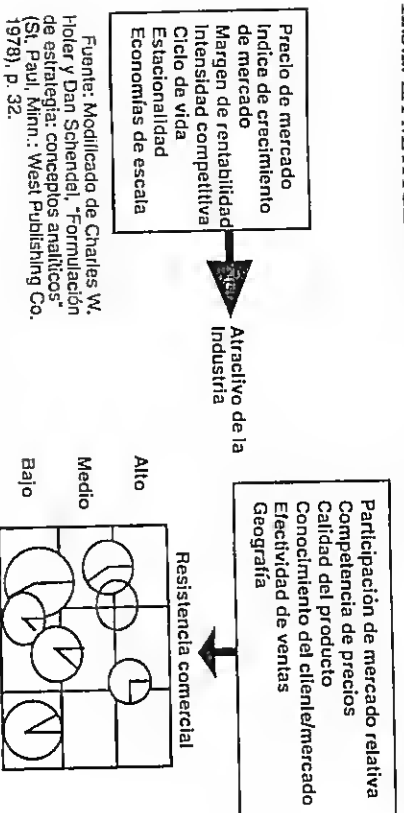 Precio de mercado
Indice de crecimiento
de mercado
Margen de rentabilidad
Intensidad competitiva
Ciclo de vida
Estacionalidad
Economías de escala
Atractivo de la
Industria
Participación de mercado relativa
Competencia de precios
Calidad del producto
Conocimiento del cliente/mercado
Efectividad de ventas
Geografía
Resistencia comercial
Alto
Medio
Bajo
Fuente: Modificado de Charles W.
Hofer y Dan Schendel, "Formulación
de estrategia: conceptos analíticos"
(St. Paul, Minn.: West Publishing Co.
1978), p. 32.